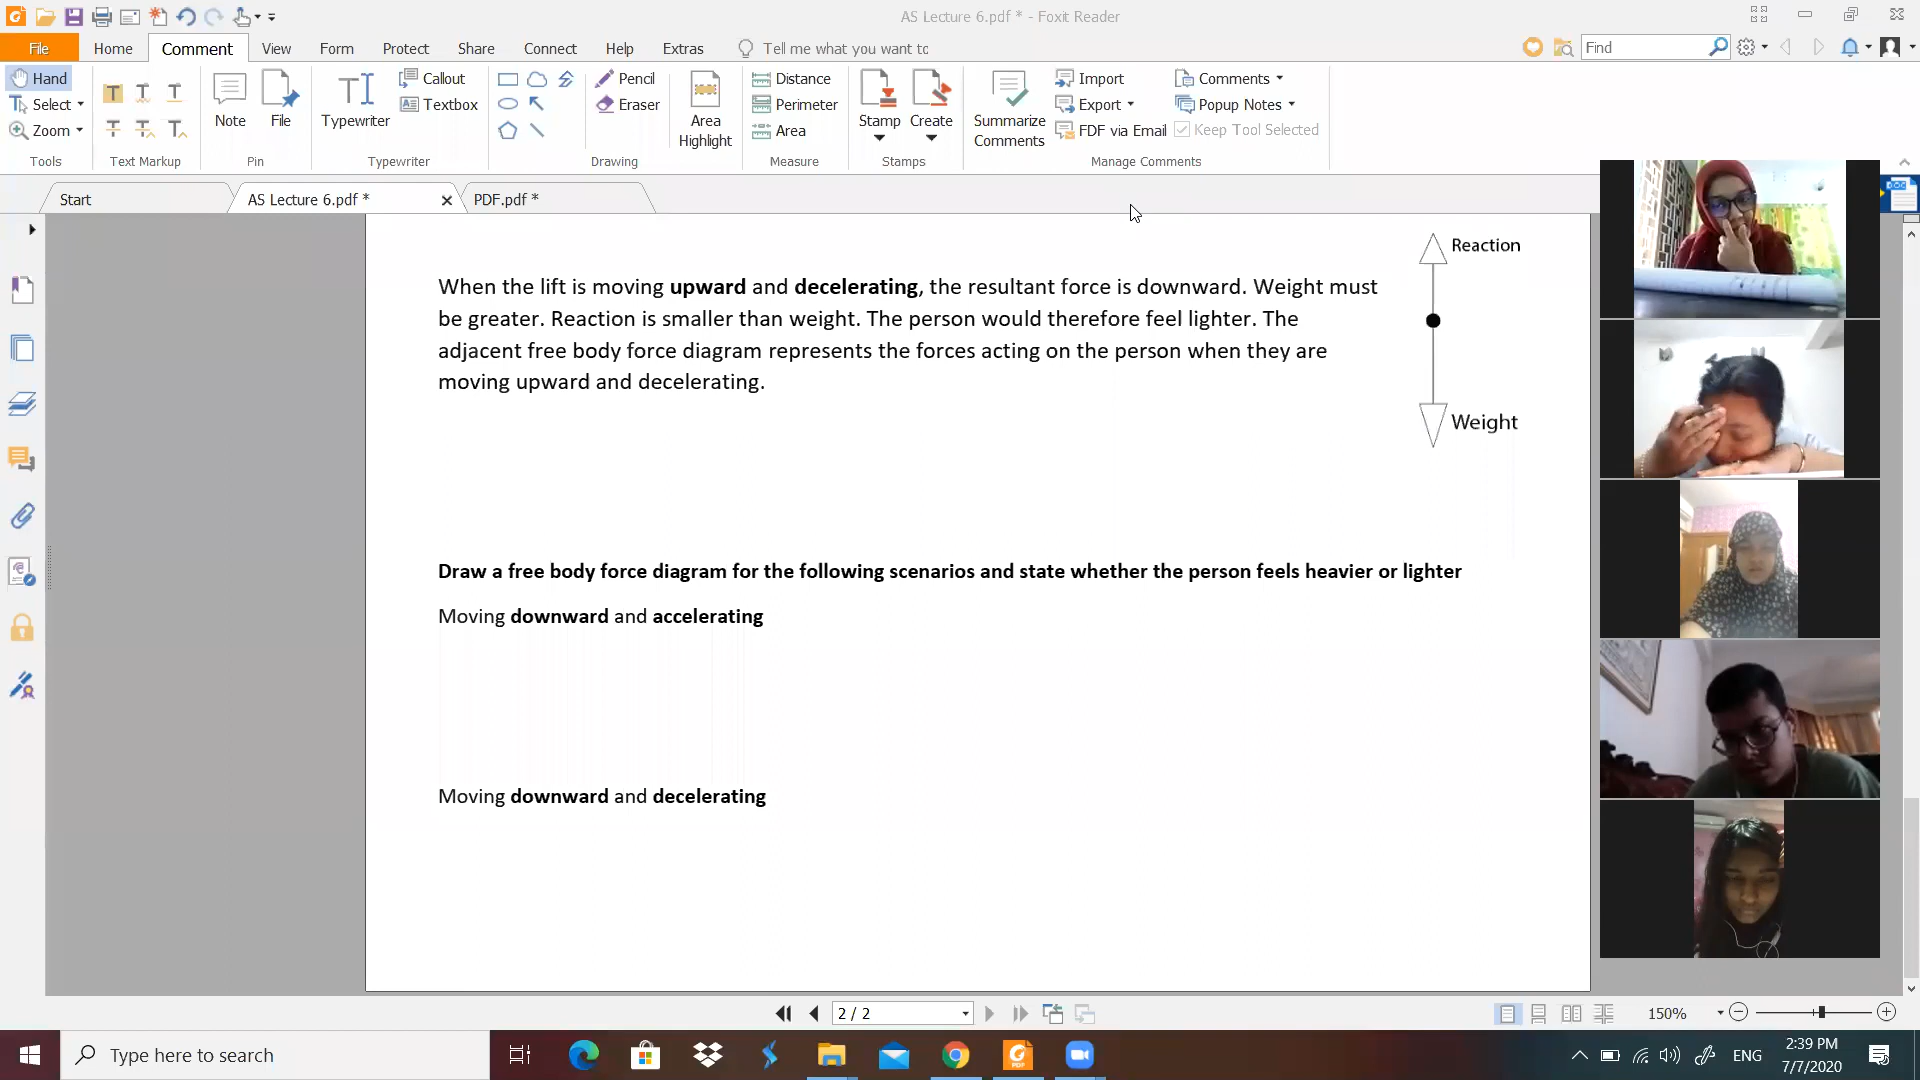 AS Lecture 6.pdf * - Foxit Reader
File Home Comment View Form Protect Share Connect Help Extras Tell me what you want to Find
Hand
Select
Zoom
Tools
T T T
T T T
Text Markup
Note File
Pin
Typewriter
Callout
Textbox
Typewriter
Pencil
Eraser
Drawing
Area
Highlight
Distance
Perimeter
Area
Measure
Stamp Create
Stamps
Summarize
Comments
Import
Export
FDF via Email
Comments
Popup Notes
Keep Tool Selected
Manage Comments
Start AS Lecture 6.pdf * PDF.pdf *
DOC
Reaction
When the lift is moving upward and decelerating, the resultant force is downward. Weight must
be greater. Reaction is smaller than weight. The person would therefore feel lighter. The
adjacent free body force diagram represents the forces acting on the person when they are
moving upward and decelerating.
Weight
Draw a free body force diagram for the following scenarios and state whether the person feels heavier or lighter
Moving downward and accelerating
Moving downward and decelerating
2 / 2
150%
Type here to search
PDF
ENG
2:39 PM
7/7/2020